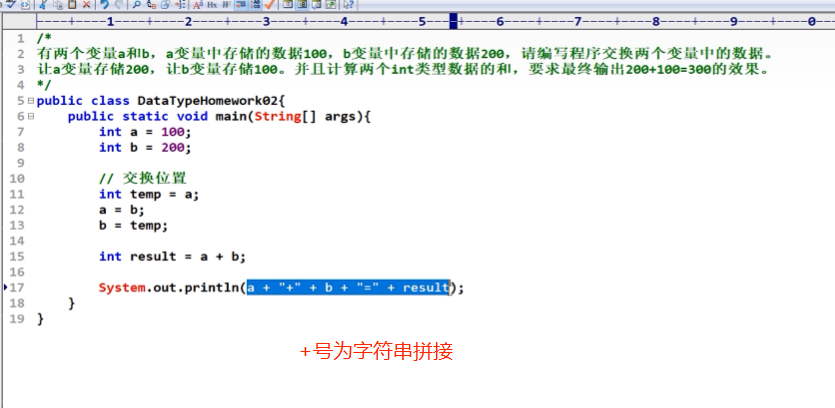 1 2 3 4 5 6 7 8 9 0
1 /*
2 有两个变量a和b，a变量中存储的数据100，b变量中存储的数据200，请编写程序交换两个变量中的数据。
3 让a变量存储200，让b变量存储100。并且计算两个int类型数据的和，要求最终输出200+100=300的效果。
4 */
5 public class DataTypeHomework02{
6     public static void main(String[] args){
7         int a = 100;
8         int b = 200;
9
10         // 交换位置
11         int temp = a;
12         a = b;
13         b = temp;
14
15         int result = a + b;
16
17         System.out.println(a + "+" + b + "=" + result);
18     }
19 }
+号为字符串拼接